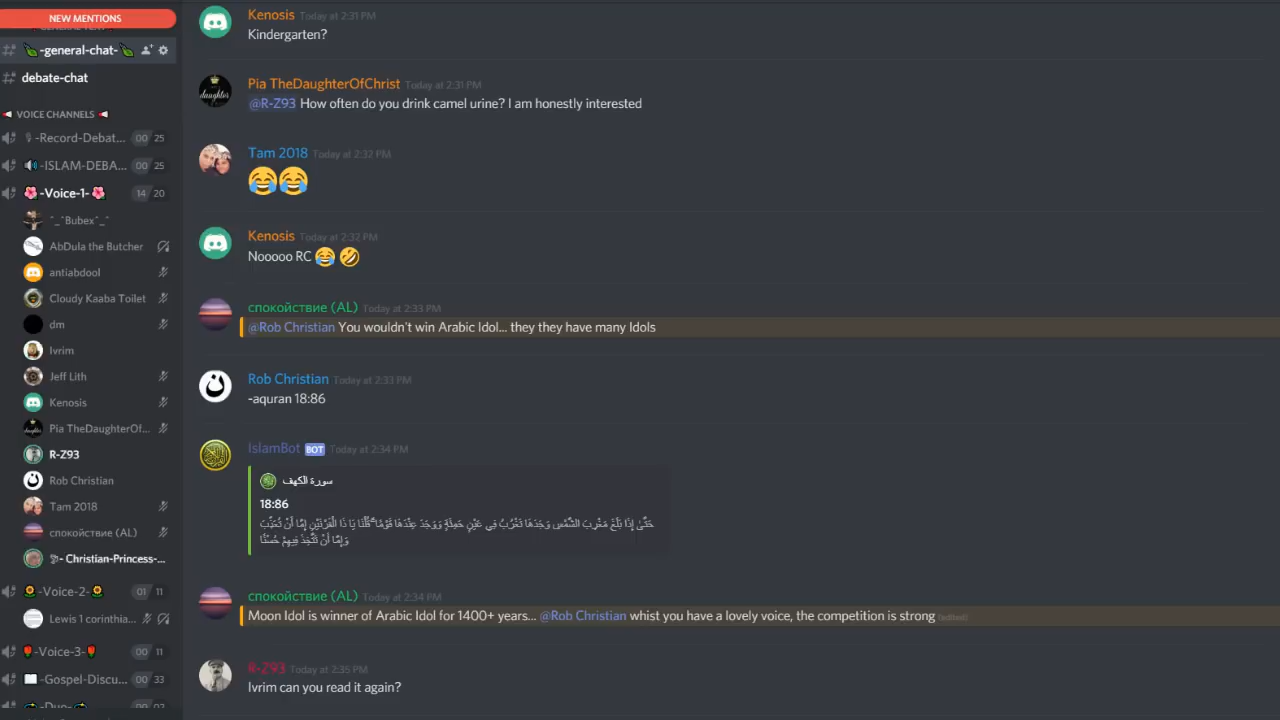 NEW MENTIONS
-general-chat-
debate-chat
VOICE CHANNELS
-Record-Debat... 00 25
-ISLAM-DEBA... 00 25
-Voice-1- 14 20
^_^Bubex^_^
AbDula the Butcher
antiabdool
Cloudy Kaaba Toilet
dm
Ivrim
Jeff Lith
Kenosis
Pia TheDaughterOf...
R-Z93
Rob Christian
Tam 2018
спокойствие (AL)
- Christian-Princess-...
-Voice-2- 01 11
Lewis 1 corinthia...
-Voice-3- 00 11
-Gospel-Discu... 00 33
-Duo- 00 02
Kenosis Today at 2:31 PM
Kindergarten?
Pia TheDaughterOfChrist Today at 2:31 PM
@R-Z93 How often do you drink camel urine? I am honestly interested
daughter
Tam 2018 Today at 2:32 PM
😂😂
Kenosis Today at 2:32 PM
Nooooo RC 😂 🤣
спокойствие (AL) Today at 2:33 PM
@Rob Christian You wouldn't win Arabic Idol... they they have many Idols
Rob Christian Today at 2:33 PM
-aquran 18:86
IslamBot BOT Today at 2:34 PM
سورة الكهف
18:86
حَتَّىٰ إِذَا بَلَغَ مَغْرِبَ الشَّمْسِ وَجَدَهَا تَغْرُبُ فِي عَيْنٍ حَمِئَةٍ وَوَجَدَ عِنْدَهَا قَوْمًا ۗ قُلْنَا يَا ذَا الْقَرْنَيْنِ إِمَّا أَنْ تُعَذِّبَ
وَإِمَّا أَنْ تَتَّخِذَ فِيهِمْ حُسْنًا
спокойствие (AL) Today at 2:34 PM
Moon Idol is winner of Arabic Idol for 1400+ years... @Rob Christian whist you have a lovely voice, the competition is strong (edited)
R-Z93 Today at 2:35 PM
Ivrim can you read it again?